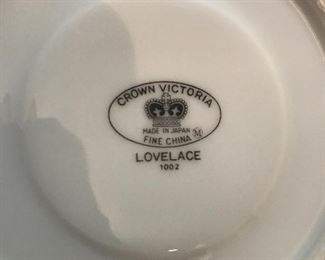 CROWN VICTORIA
MADE IN JAPAN
FINE CHINA M
LOVELACE
1002